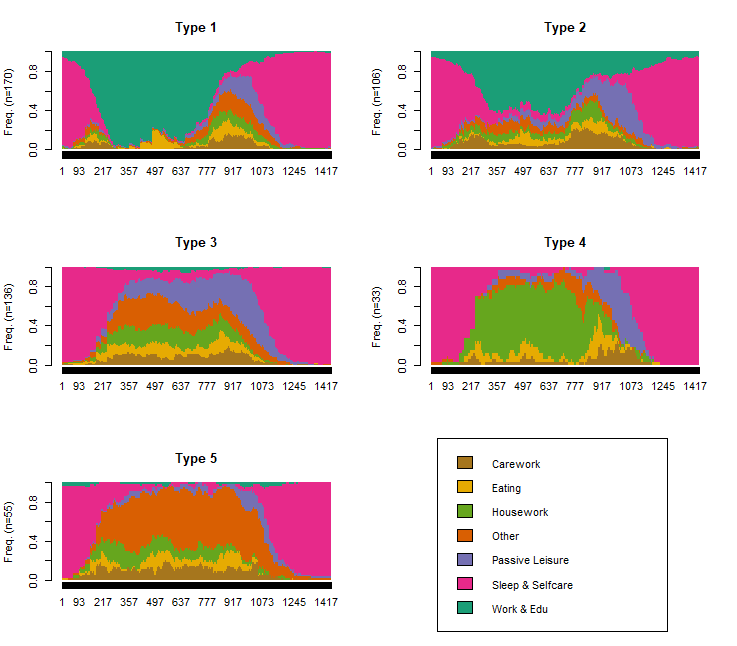 Type 1
Freq. (n=170)
0.0 0.4 0.8
1 93 217 357 497 637 777 917 1073 1245 1417
Type 2
Freq. (n=106)
0.0 0.4 0.8
1 93 217 357 497 637 777 917 1073 1245 1417
Type 3
Freq. (n=136)
0.0 0.4 0.8
1 93 217 357 497 637 777 917 1073 1245 1417
Type 4
Freq. (n=33)
0.0 0.4 0.8
1 93 217 357 497 637 777 917 1073 1245 1417
Type 5
Freq. (n=55)
0.0 0.4 0.8
1 93 217 357 497 637 777 917 1073 1245 1417
Carework
Eating
Housework
Other
Passive Leisure
Sleep & Selfcare
Work & Edu